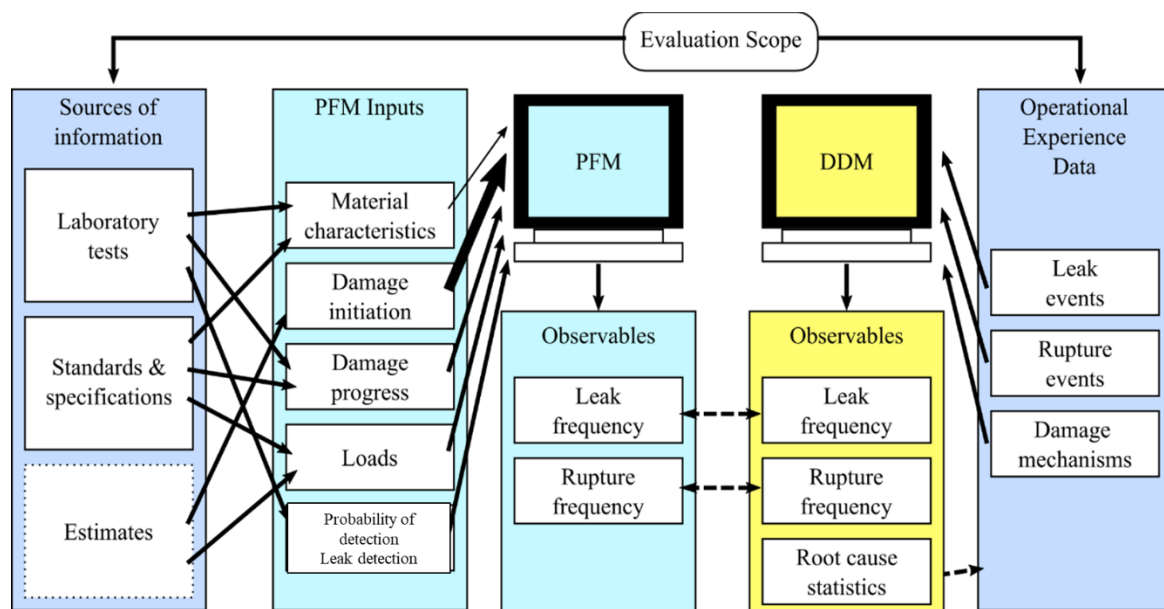 Evaluation Scope
Sources of
information
Laboratory
tests
Standards &
specifications
Estimates
PFM Inputs
Material
characteristics
Damage
initiation
Damage
progress
Loads
Probability of
detection
Leak detection
PFM
Observables
Leak
frequency
Rupture
frequency
DDM
Observables
Leak
frequency
Rupture
frequency
Root cause
statistics
Operational
Experience
Data
Leak
events
Rupture
events
Damage
mechanisms